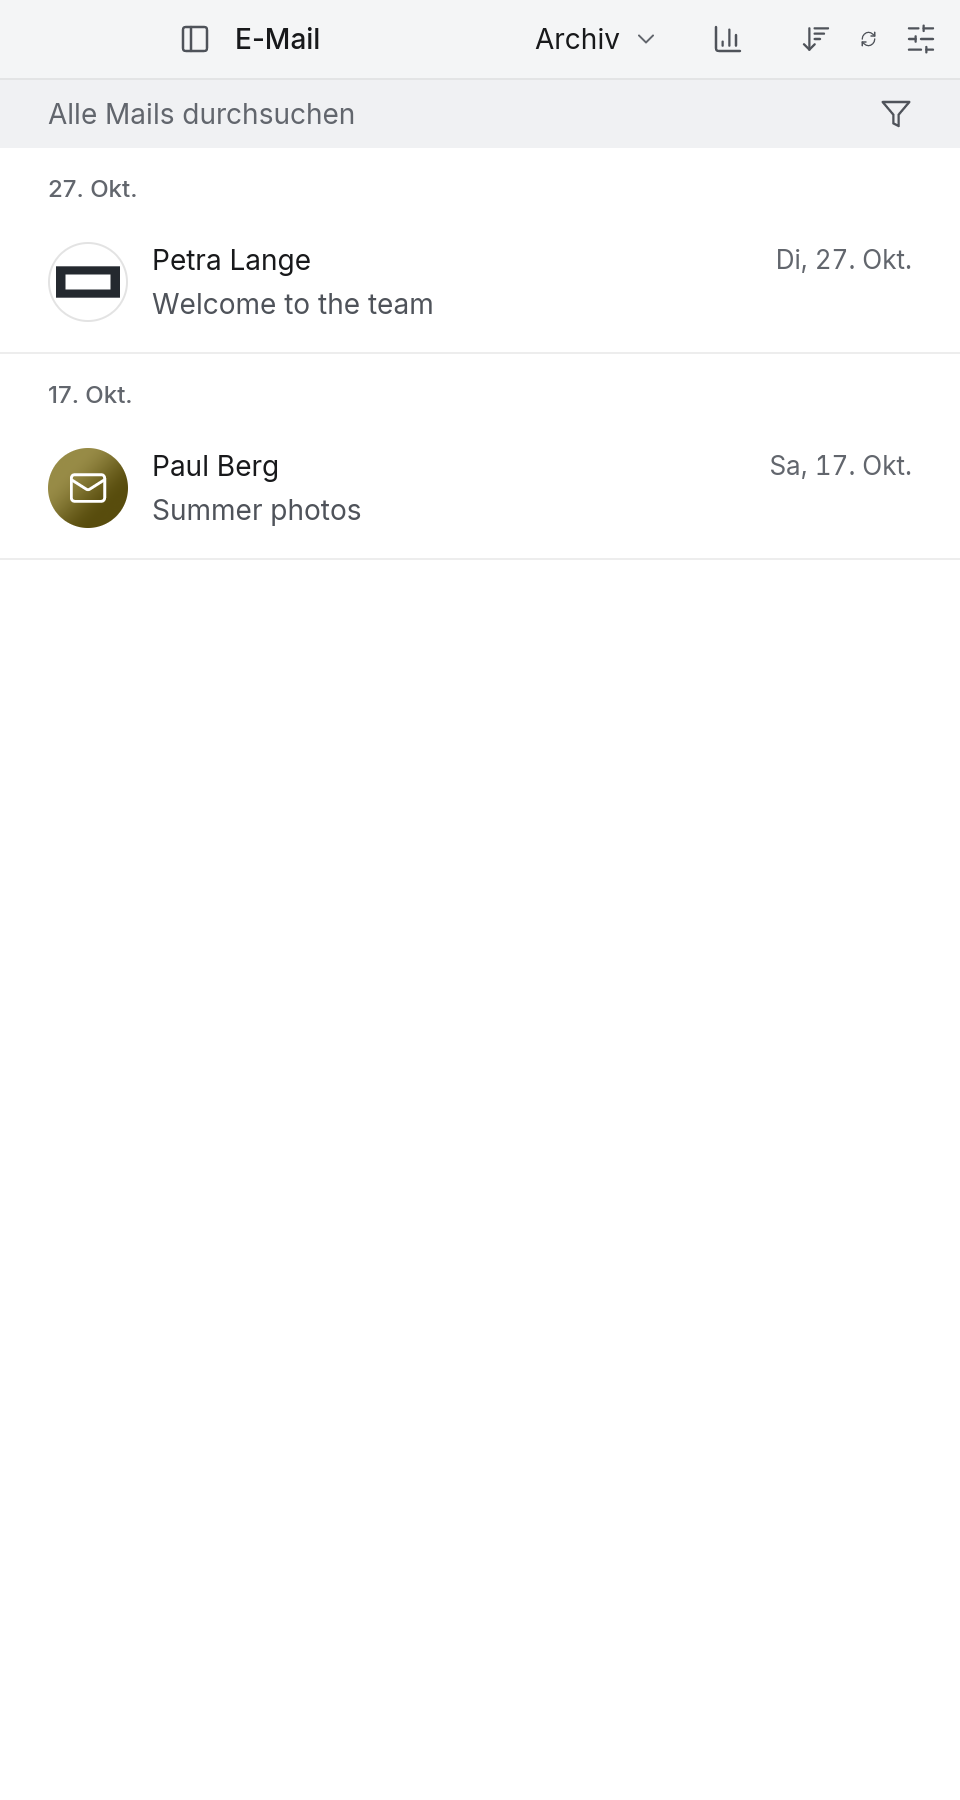 E-Mail
Archiv
Alle Mails durchsuchen
27. Okt.
Petra Lange
Di, 27. Okt.
Welcome to the team
17. Okt.
Paul Berg
Sa, 17. Okt.
Summer photos